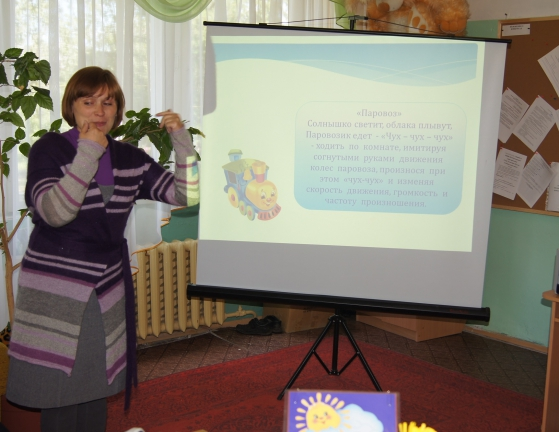 «Паровоз»
Солнышко светит, облака плывут.
Паровозик едет – «Чух – чух – чух»
- ходить по комнате, имитируя
согнутыми руками движения
колес паровоза, произнося при
этом «чух-чух» и изменяя
скорость движения, громкость и
частоту произношения